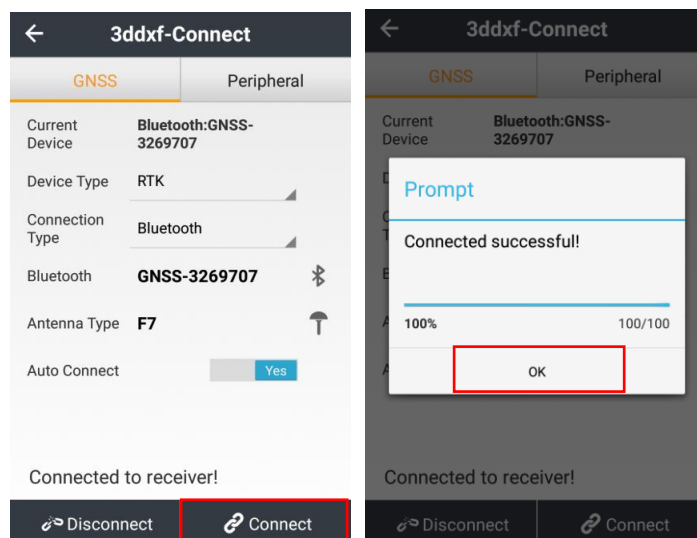 3ddxf-Connect
GNSS Peripheral
Current Device Bluetooth:GNSS-3269707
Device Type RTK
Connection Type Bluetooth
Bluetooth GNSS-3269707
Antenna Type F7
Auto Connect Yes
Connected to receiver!
Disconnect Connect
3ddxf-Connect
GNSS Peripheral
Current Device Bluetooth:GNSS-3269707
Prompt
Connected successful!
100% 100/100
OK
Connected to receiver!
Disconnect Connect